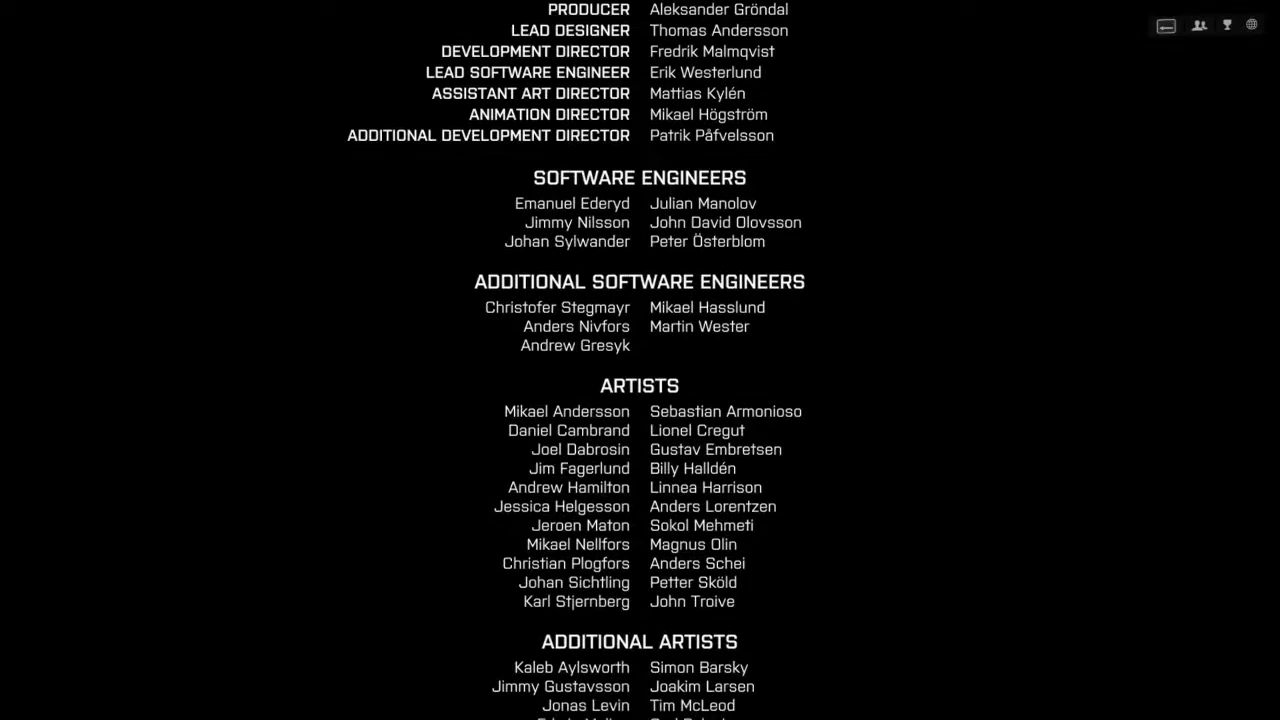 PRODUCER Aleksander Gröndal
LEAD DESIGNER Thomas Andersson
DEVELOPMENT DIRECTOR Fredrik Malmqvist
LEAD SOFTWARE ENGINEER Erik Westerlund
ASSISTANT ART DIRECTOR Mattias Kylén
ANIMATION DIRECTOR Mikael Högström
ADDITIONAL DEVELOPMENT DIRECTOR Patrik Påfvelsson
SOFTWARE ENGINEERS
Emanuel Ederyd Julian Manolov
Jimmy Nilsson John David Olovsson
Johan Sylwander Peter Österblom
ADDITIONAL SOFTWARE ENGINEERS
Christofer Stegmayr Mikael Hasslund
Anders Nivfors Martin Wester
Andrew Gresyk
ARTISTS
Mikael Andersson Sebastian Armonioso
Daniel Cambrand Lionel Cregut
Joel Dabrosin Gustav Embretsen
Jim Fagerlund Billy Halldén
Andrew Hamilton Linnea Harrison
Jessica Helgesson Anders Lorentzen
Jeroen Maton Sokol Mehmeti
Mikael Nellfors Magnus Olin
Christian Plogfors Anders Schei
Johan Sichtling Petter Sköld
Karl Stjernberg John Troive
ADDITIONAL ARTISTS
Kaleb Aylsworth Simon Barsky
Jimmy Gustavsson Joakim Larsen
Jonas Levin Tim McLeod